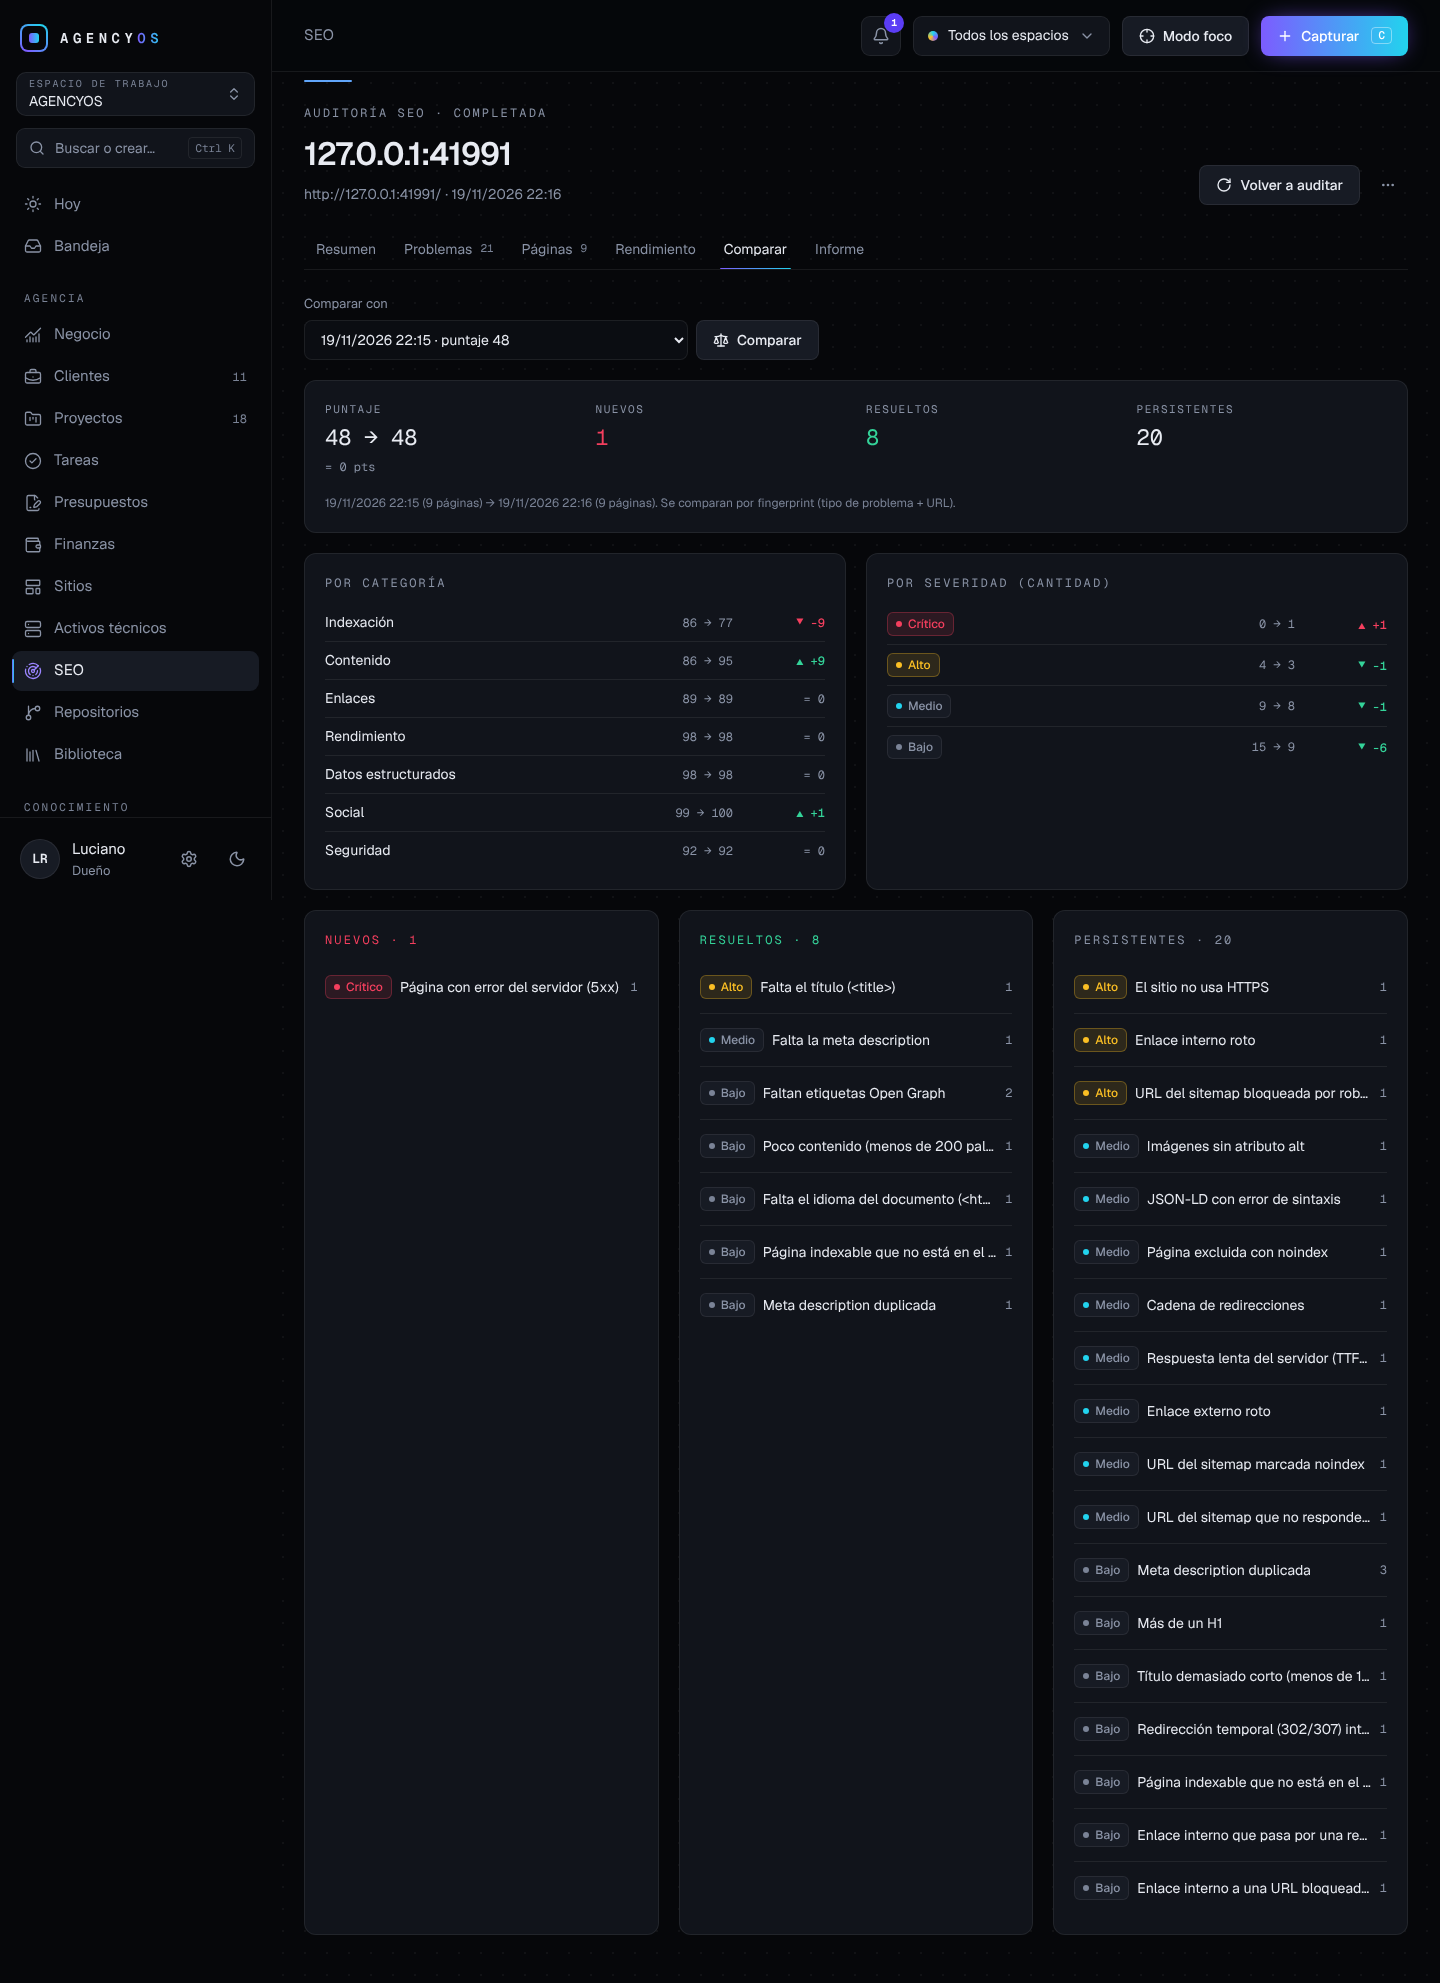 AGENCYOS
ESPACIO DE TRABAJO
AGENCYOS
Buscar o crear... Ctrl K
Hoy
Bandeja
AGENCIA
Negocio
Clientes 11
Proyectos 18
Tareas
Presupuestos
Finanzas
Sitios
Activos técnicos
SEO
Repositorios
Biblioteca
CONOCIMIENTO
LR
Luciano
Dueño
SEO
1
Todos los espacios
Modo foco
+ Capturar C
AUDITORÍA SEO · COMPLETADA
127.0.0.1:41991
http://127.0.0.1:41991/ · 19/11/2026 22:16
Volver a auditar
Resumen Problemas 21 Páginas 9 Rendimiento Comparar Informe
Comparar con
19/11/2026 22:15 · puntaje 48
Comparar
PUNTAJE NUEVOS RESUELTOS PERSISTENTES
48 → 48 1 8 20
= 0 pts
19/11/2026 22:15 (9 páginas) → 19/11/2026 22:16 (9 páginas). Se comparan por fingerprint (tipo de problema + URL).
POR CATEGORÍA
Indexación 86 → 77 ▼ -9
Contenido 86 → 95 ▲ +9
Enlaces 89 → 89 = 0
Rendimiento 98 → 98 = 0
Datos estructurados 98 → 98 = 0
Social 99 → 100 ▲ +1
Seguridad 92 → 92 = 0
POR SEVERIDAD (CANTIDAD)
Crítico 0 → 1 ▲ +1
Alto 4 → 3 ▼ -1
Medio 9 → 8 ▼ -1
Bajo 15 → 9 ▼ -6
NUEVOS · 1
Crítico Página con error del servidor (5xx) 1
RESUELTOS · 8
Alto Falta el título (<title>) 1
Medio Falta la meta description 1
Bajo Faltan etiquetas Open Graph 2
Bajo Poco contenido (menos de 200 pal... 1
Bajo Falta el idioma del documento (<ht... 1
Bajo Página indexable que no está en el ... 1
Bajo Meta description duplicada 1
PERSISTENTES · 20
Alto El sitio no usa HTTPS 1
Alto Enlace interno roto 1
Alto URL del sitemap bloqueada por rob... 1
Medio Imágenes sin atributo alt 1
Medio JSON-LD con error de sintaxis 1
Medio Página excluida con noindex 1
Medio Cadena de redirecciones 1
Medio Respuesta lenta del servidor (TTF... 1
Medio Enlace externo roto 1
Medio URL del sitemap marcada noindex 1
Medio URL del sitemap que no responde... 1
Bajo Meta description duplicada 3
Bajo Más de un H1 1
Bajo Título demasiado corto (menos de 1... 1
Bajo Redirección temporal (302/307) int... 1
Bajo Página indexable que no está en el ... 1
Bajo Enlace interno que pasa por una re... 1
Bajo Enlace interno a una URL bloquead... 1